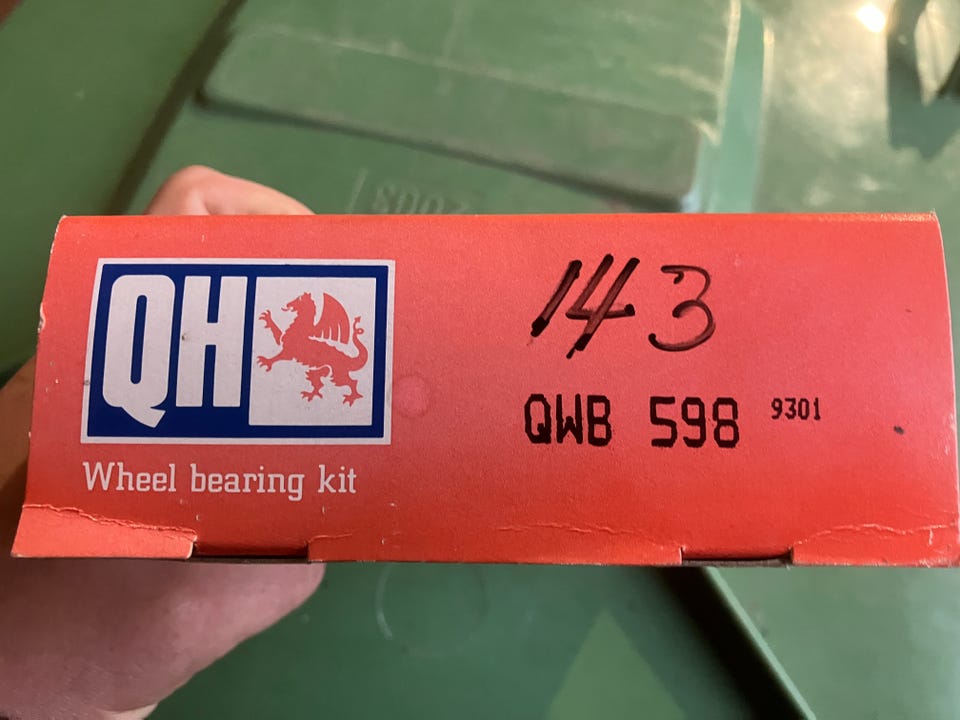 QH
Wheel bearing kit
143
QWB 598 9301